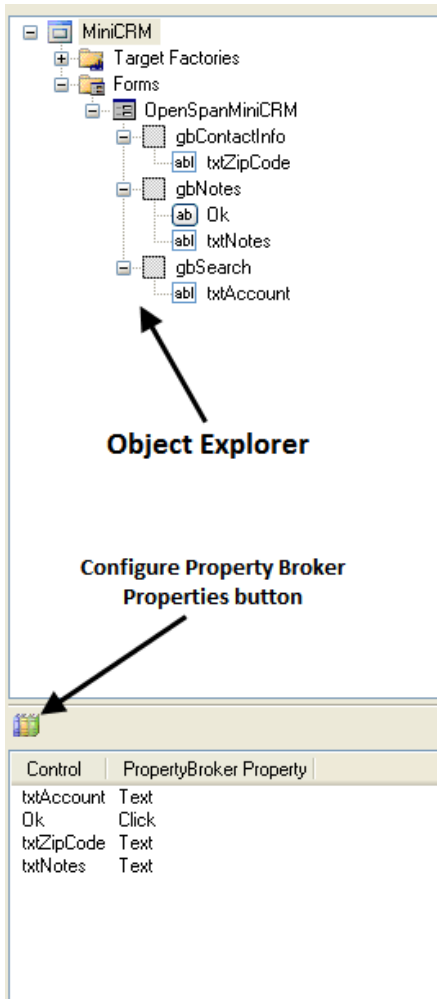 MiniCRM
Target Factories
Forms
OpenSpanMiniCRM
gbContactInfo
abl txtZipCode
gbNotes
ab Ok
abl txtNotes
gbSearch
abl txtAccount
Object Explorer
Configure Property Broker
Properties button
Control PropertyBroker Property
txtAccount Text
Ok Click
txtZipCode Text
txtNotes Text